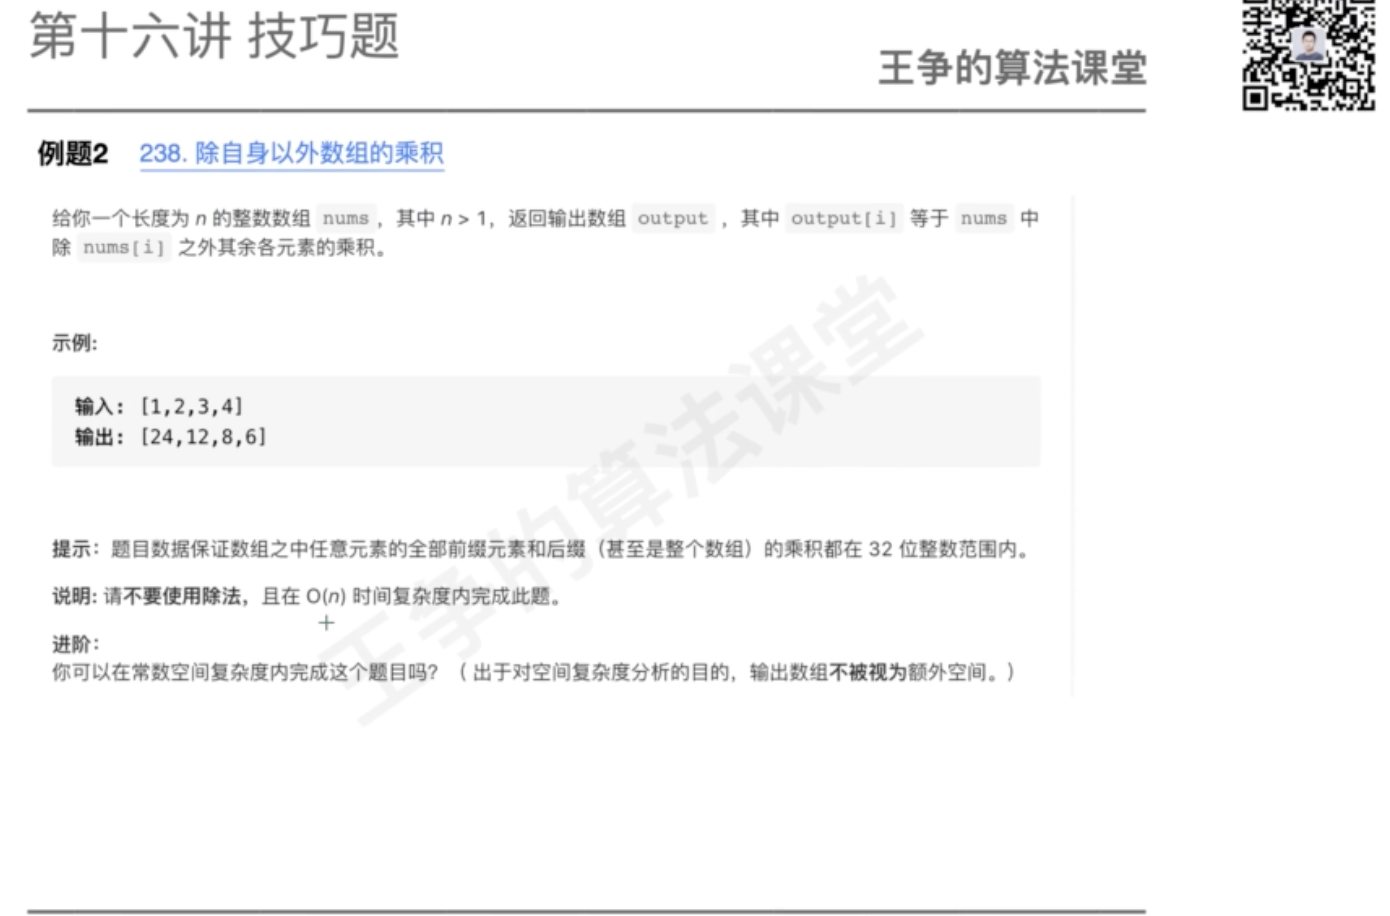 第十六讲 技巧题
王争的算法课堂
例题2 238. 除自身以外数组的乘积
给你一个长度为 n 的整数数组 nums ，其中 n > 1，返回输出数组 output ，其中 output[i] 等于 nums 中
除 nums[i] 之外其余各元素的乘积。
示例:
输入: [1,2,3,4]
输出: [24,12,8,6]
提示：题目数据保证数组之中任意元素的全部前缀元素和后缀（甚至是整个数组）的乘积都在 32 位整数范围内。
说明: 请不要使用除法，且在 O(n) 时间复杂度内完成此题。
进阶：
你可以在常数空间复杂度内完成这个题目吗？（ 出于对空间复杂度分析的目的，输出数组不被视为额外空间。）
王争的算法课堂